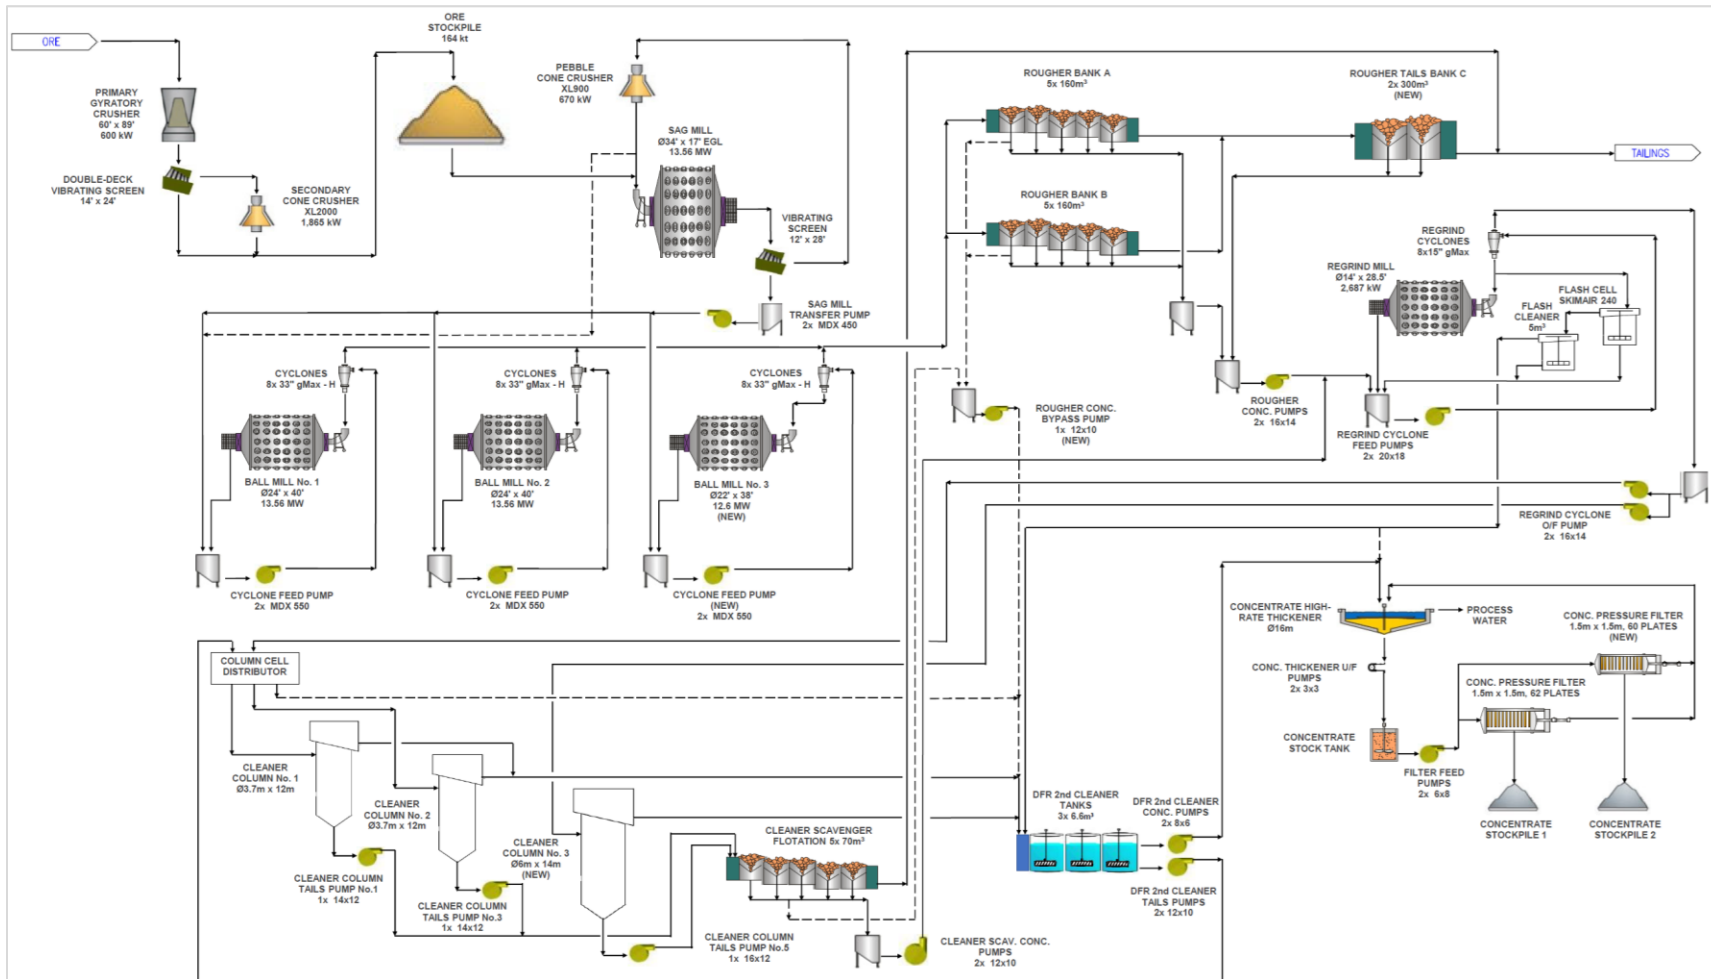 ORE
PRIMARY
GYRATORY
CRUSHER
60' x 89'
600 kW
DOUBLE-DECK
VIBRATING SCREEN
14' x 24'
SECONDARY
CONE CRUSHER
XL2000
1,865 kW
ORE
STOCKPILE
164 kt
PEBBLE
CONE CRUSHER
XL900
670 kW
SAG MILL
Ø34' x 17' EGL
13.56 MW
VIBRATING
SCREEN
12' x 28'
SAG MILL
TRANSFER PUMP
2x MDX 450
ROUGHER BANK A
5x 160m³
ROUGHER BANK B
5x 160m³
ROUGHER TAILS BANK C
2x 300m³
(NEW)
TAILINGS
REGRIND
CYCLONES
8x15" gMax
REGRIND MILL
Ø14' x 28.5'
2,687 kW
FLASH CELL
SKIMAIR 240
FLASH
CLEANER
5m³
CYCLONES
8x 33" gMax - H
CYCLONES
8x 33" gMax - H
CYCLONES
8x 33" gMax - H
BALL MILL No. 1
Ø24' x 40'
13.56 MW
BALL MILL No. 2
Ø24' x 40'
13.56 MW
BALL MILL No. 3
Ø22' x 38'
12.6 MW
(NEW)
ROUGHER CONC.
BYPASS PUMP
1x 12x10
(NEW)
ROUGHER
CONC. PUMPS
2x 16x14
REGRIND CYCLONE
FEED PUMPS
2x 20x18
REGRIND CYCLONE
O/F PUMP
2x 16x14
CYCLONE FEED PUMP
2x MDX 550
CYCLONE FEED PUMP
2x MDX 550
CYCLONE FEED PUMP
(NEW)
2x MDX 550
CONCENTRATE HIGH-
RATE THICKENER
Ø16m
PROCESS
WATER
CONC. PRESSURE FILTER
1.5m x 1.5m, 60 PLATES
(NEW)
CONC. THICKENER U/F
PUMPS
2x 3x3
CONC. PRESSURE FILTER
1.5m x 1.5m, 62 PLATES
CONCENTRATE
STOCK TANK
FILTER FEED
PUMPS
2x 6x8
CONCENTRATE
STOCKPILE 1
CONCENTRATE
STOCKPILE 2
COLUMN CELL
DISTRIBUTOR
CLEANER
COLUMN No. 1
Ø3.7m x 12m
CLEANER
COLUMN No. 2
Ø3.7m x 12m
CLEANER
COLUMN No. 3
Ø6m x 14m
(NEW)
CLEANER COLUMN
TAILS PUMP No.1
1x 14x12
CLEANER COLUMN
TAILS PUMP No.3
1x 14x12
CLEANER COLUMN
TAILS PUMP No.5
1x 16x12
CLEANER SCAVENGER
FLOTATION 5x 70m³
CLEANER SCAV. CONC.
PUMPS
2x 12x10
DFR 2nd CLEANER
TANKS
3x 6.6m³
DFR 2nd CLEANER
CONC. PUMPS
2x 8x6
DFR 2nd CLEANER
TAILS PUMPS
2x 12x10